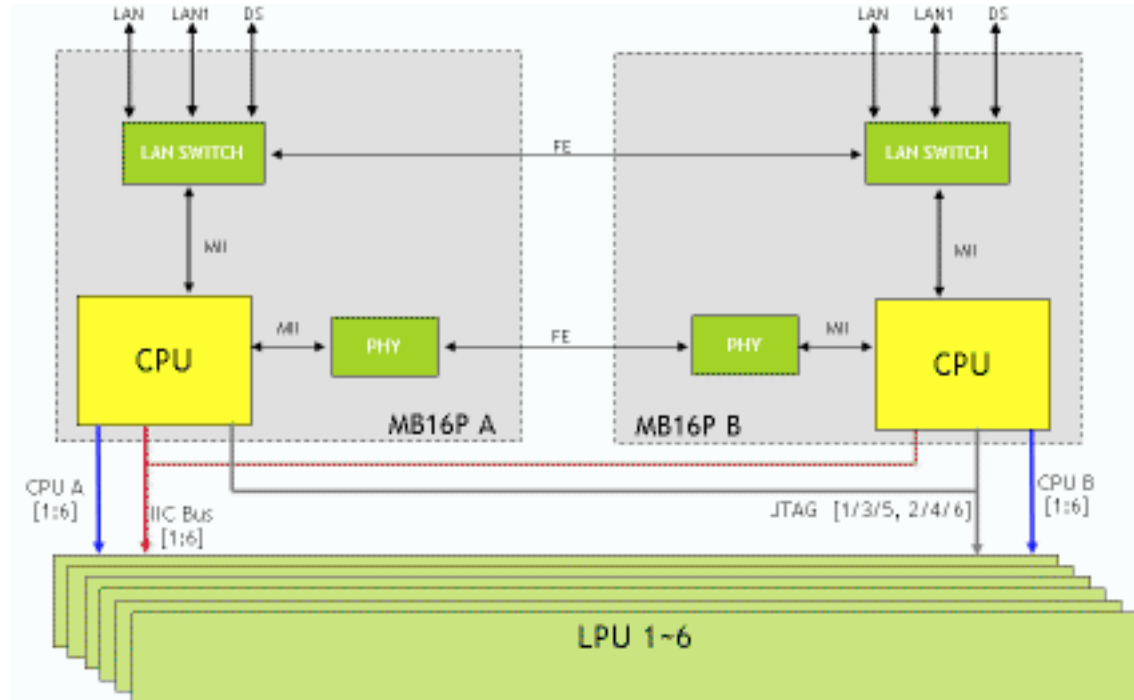 LAN LAN1 DS
LAN LAN1 DS
LAN SWITCH
FE
LAN SWITCH
MII
MII
CPU
MII
PHY
FE
PHY
MII
CPU
MB16P A
MB16P B
CPU A
[1:6]
IIC Bus
[1:6]
JTAG [1/3/5, 2/4/6]
CPU B
[1:6]
LPU 1~6